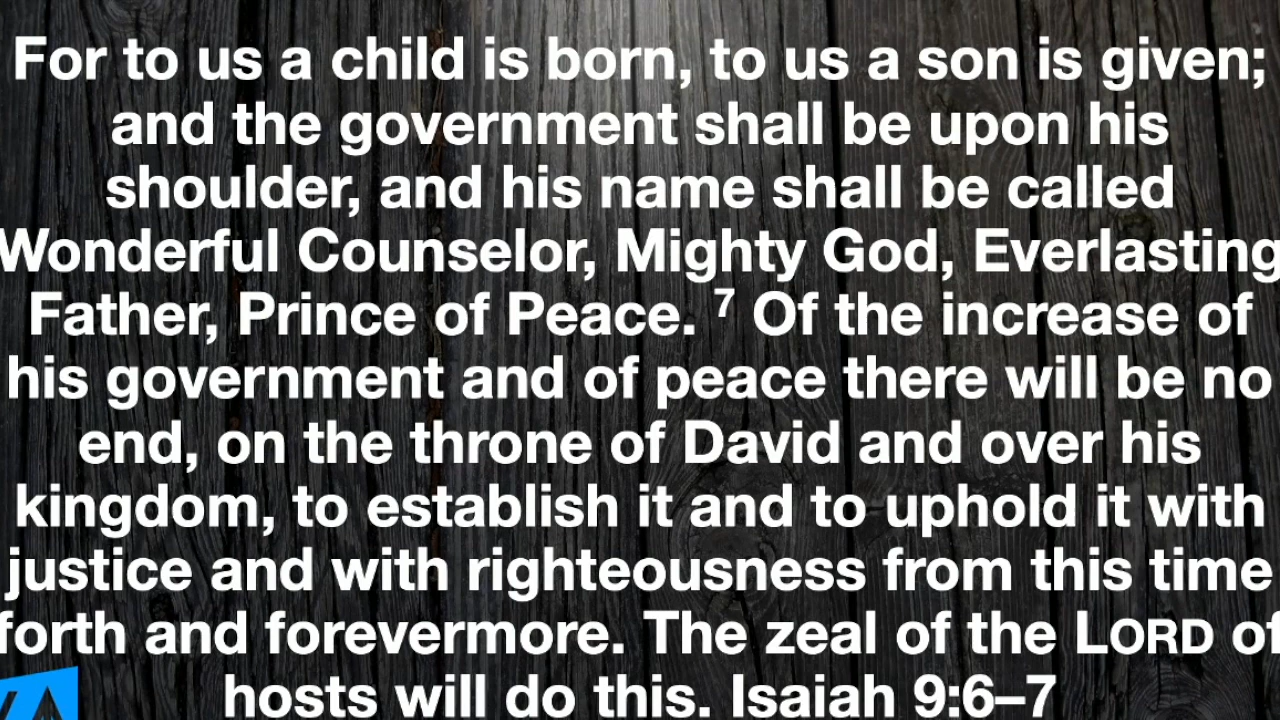 For to us a child is born, to us a son is given;
and the government shall be upon his
shoulder, and his name shall be called
Wonderful Counselor, Mighty God, Everlasting
Father, Prince of Peace. ⁷ Of the increase of
his government and of peace there will be no
end, on the throne of David and over his
kingdom, to establish it and to uphold it with
justice and with righteousness from this time
forth and forevermore. The zeal of the LORD of
hosts will do this. Isaiah 9:6–7